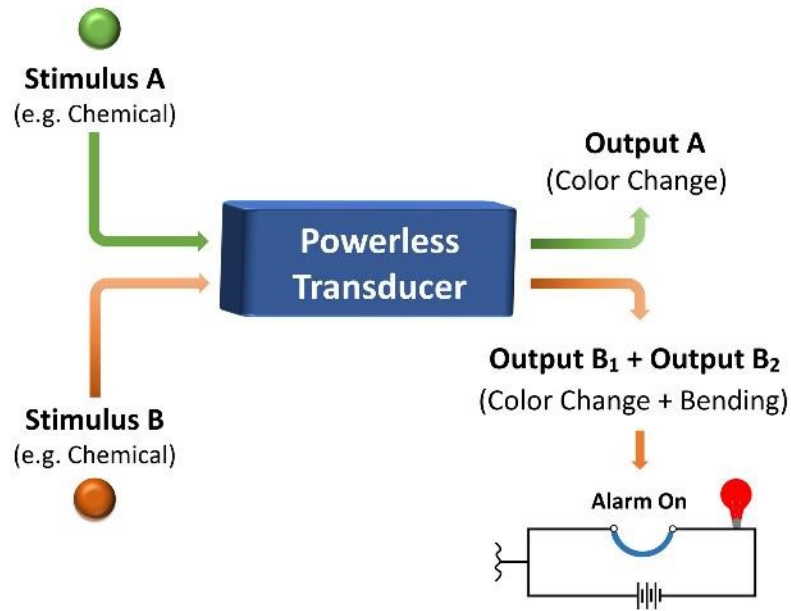 Stimulus A
(e.g. Chemical)
Output A
(Color Change)
Powerless
Transducer
Output B₁ + Output B₂
(Color Change + Bending)
Stimulus B
(e.g. Chemical)
Alarm On